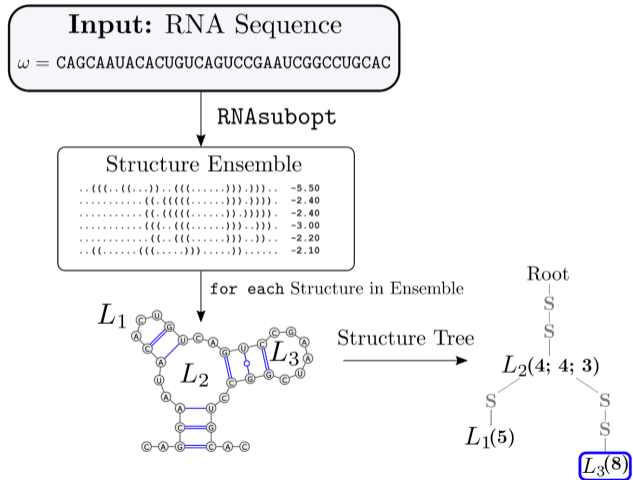 Input: RNA Sequence
ω = CAGCAAUACACUGUCAGUCCGAAUCGGCCUGCAC
RNAsubopt
Structure Ensemble
..(((..((...))..(((......))).))).. -5.50
...........((.(((((......))).)))). -2.40
...........((.(((((......)).))))). -2.40
...........(((..(((......)))..))). -3.00
............((..(((......)))..)).. -2.20
..((......(((.....))).....))...... -2.10
for each Structure in Ensemble
L1
L2
L3
C A G C A C
Structure Tree
Root
S
S
L2(4; 4; 3)
S
S
L1(5)
S
L3(8)